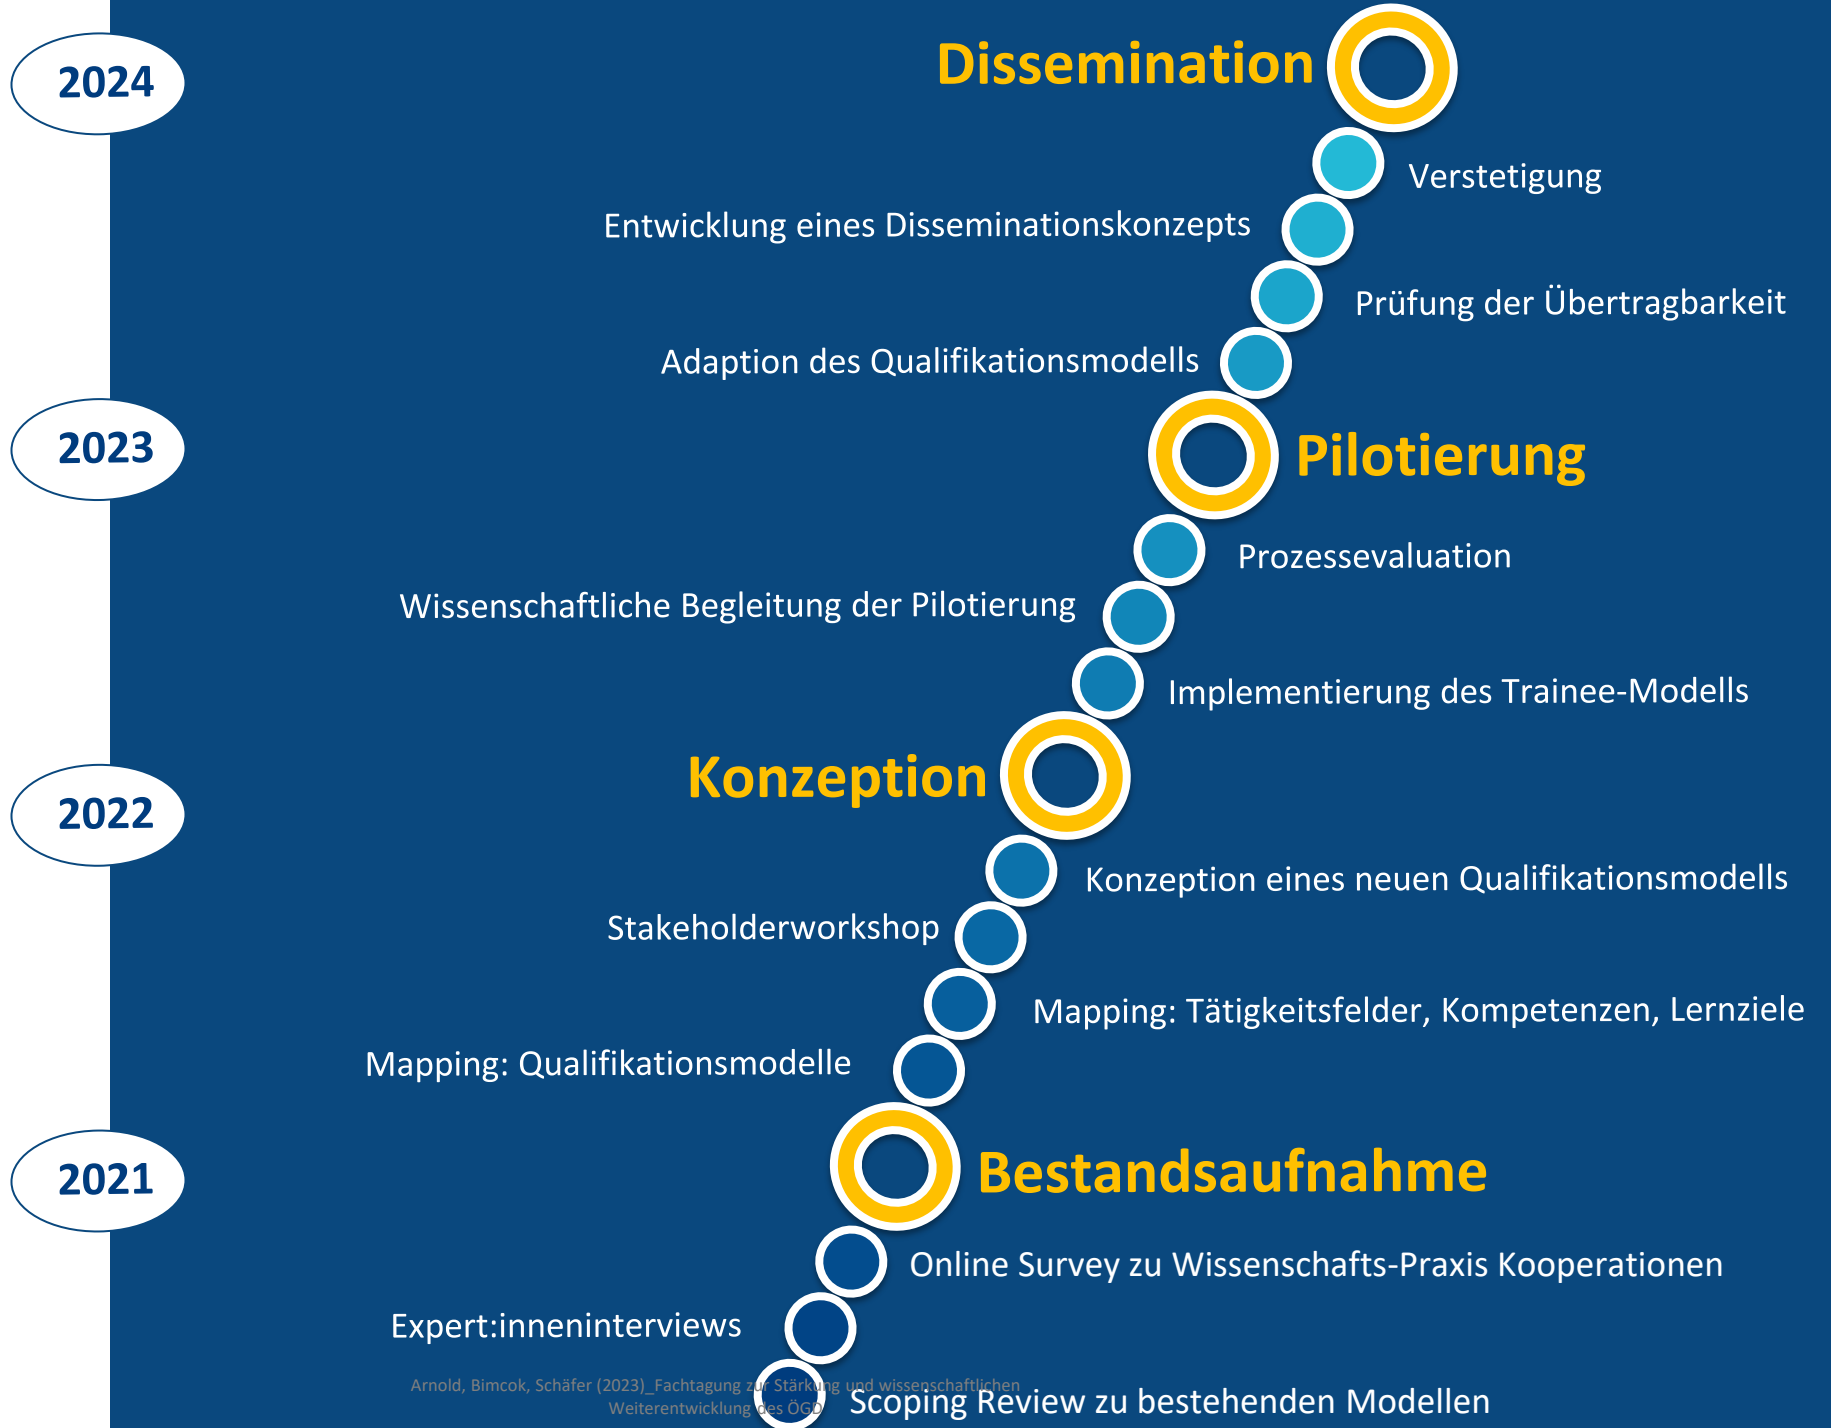 Dissemination
2024
Verstetigung
Entwicklung eines Disseminationskonzepts
Prüfung der Übertragbarkeit
Adaption des Qualifikationsmodells
2023
Pilotierung
Prozessevaluation
Wissenschaftliche Begleitung der Pilotierung
Implementierung des Trainee-Modells
Konzeption
2022
Konzeption eines neuen Qualifikationsmodells
Stakeholderworkshop
Mapping: Tätigkeitsfelder, Kompetenzen, Lernziele
Mapping: Qualifikationsmodelle
2021
Bestandsaufnahme
Online Survey zu Wissenschafts-Praxis Kooperationen
Expert:inneninterviews
Arnold, Bimcok, Schäfer (2023)_Fachtagung zur Stärkung und wissenschaftlichen
Weiterentwicklung des ÖGD
Scoping Review zu bestehenden Modellen